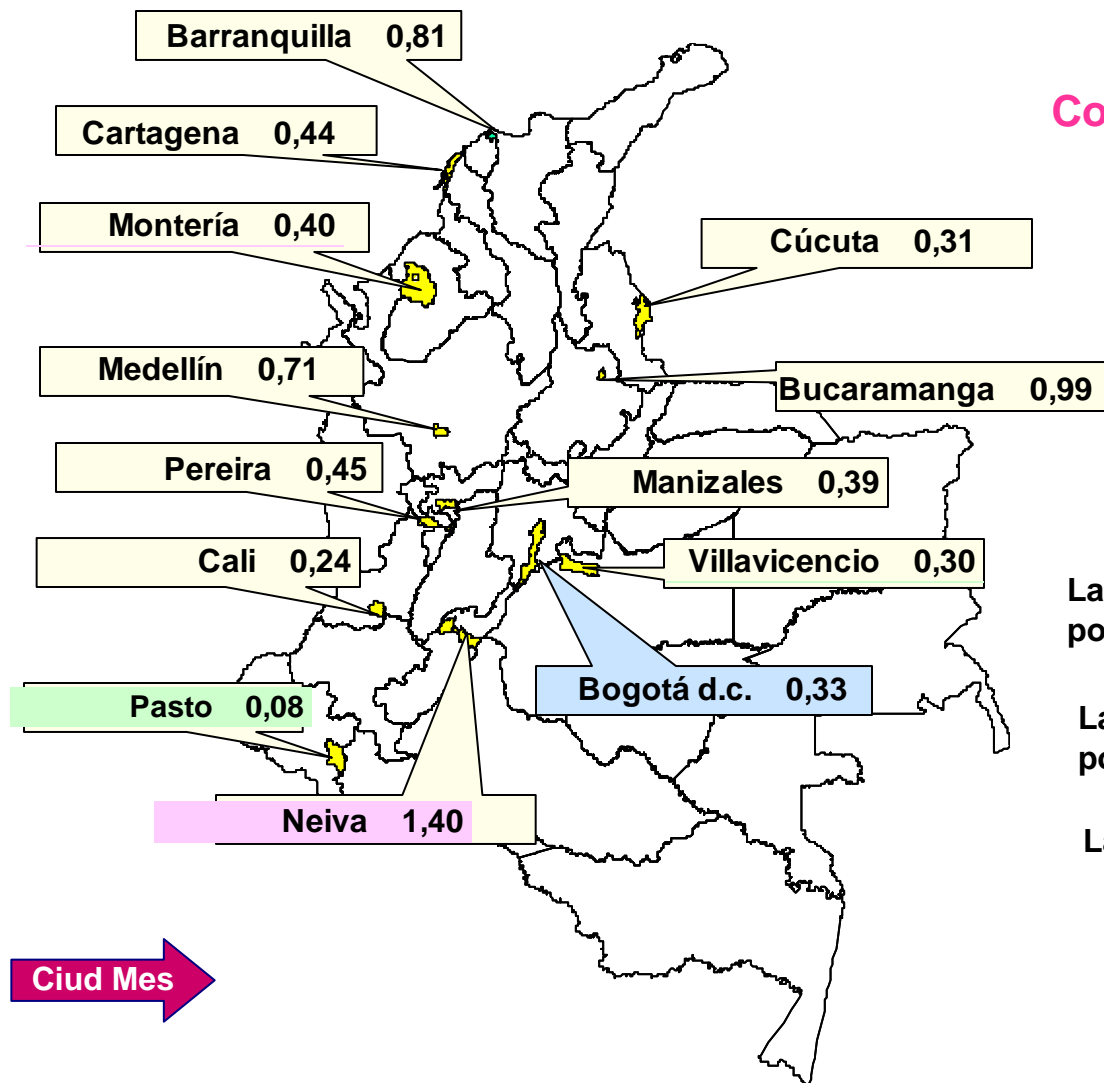 Barranquilla 0,81
Co
Cartagena 0,44
Montería 0,40
Cúcuta 0,31
Medellín 0,71
Bucaramanga 0,99
Pereira 0,45
Manizales 0,39
Cali 0,24
Villavicencio 0,30
La
po
Bogotá d.c. 0,33
Pasto 0,08
La
po
Neiva 1,40
La
Ciud Mes